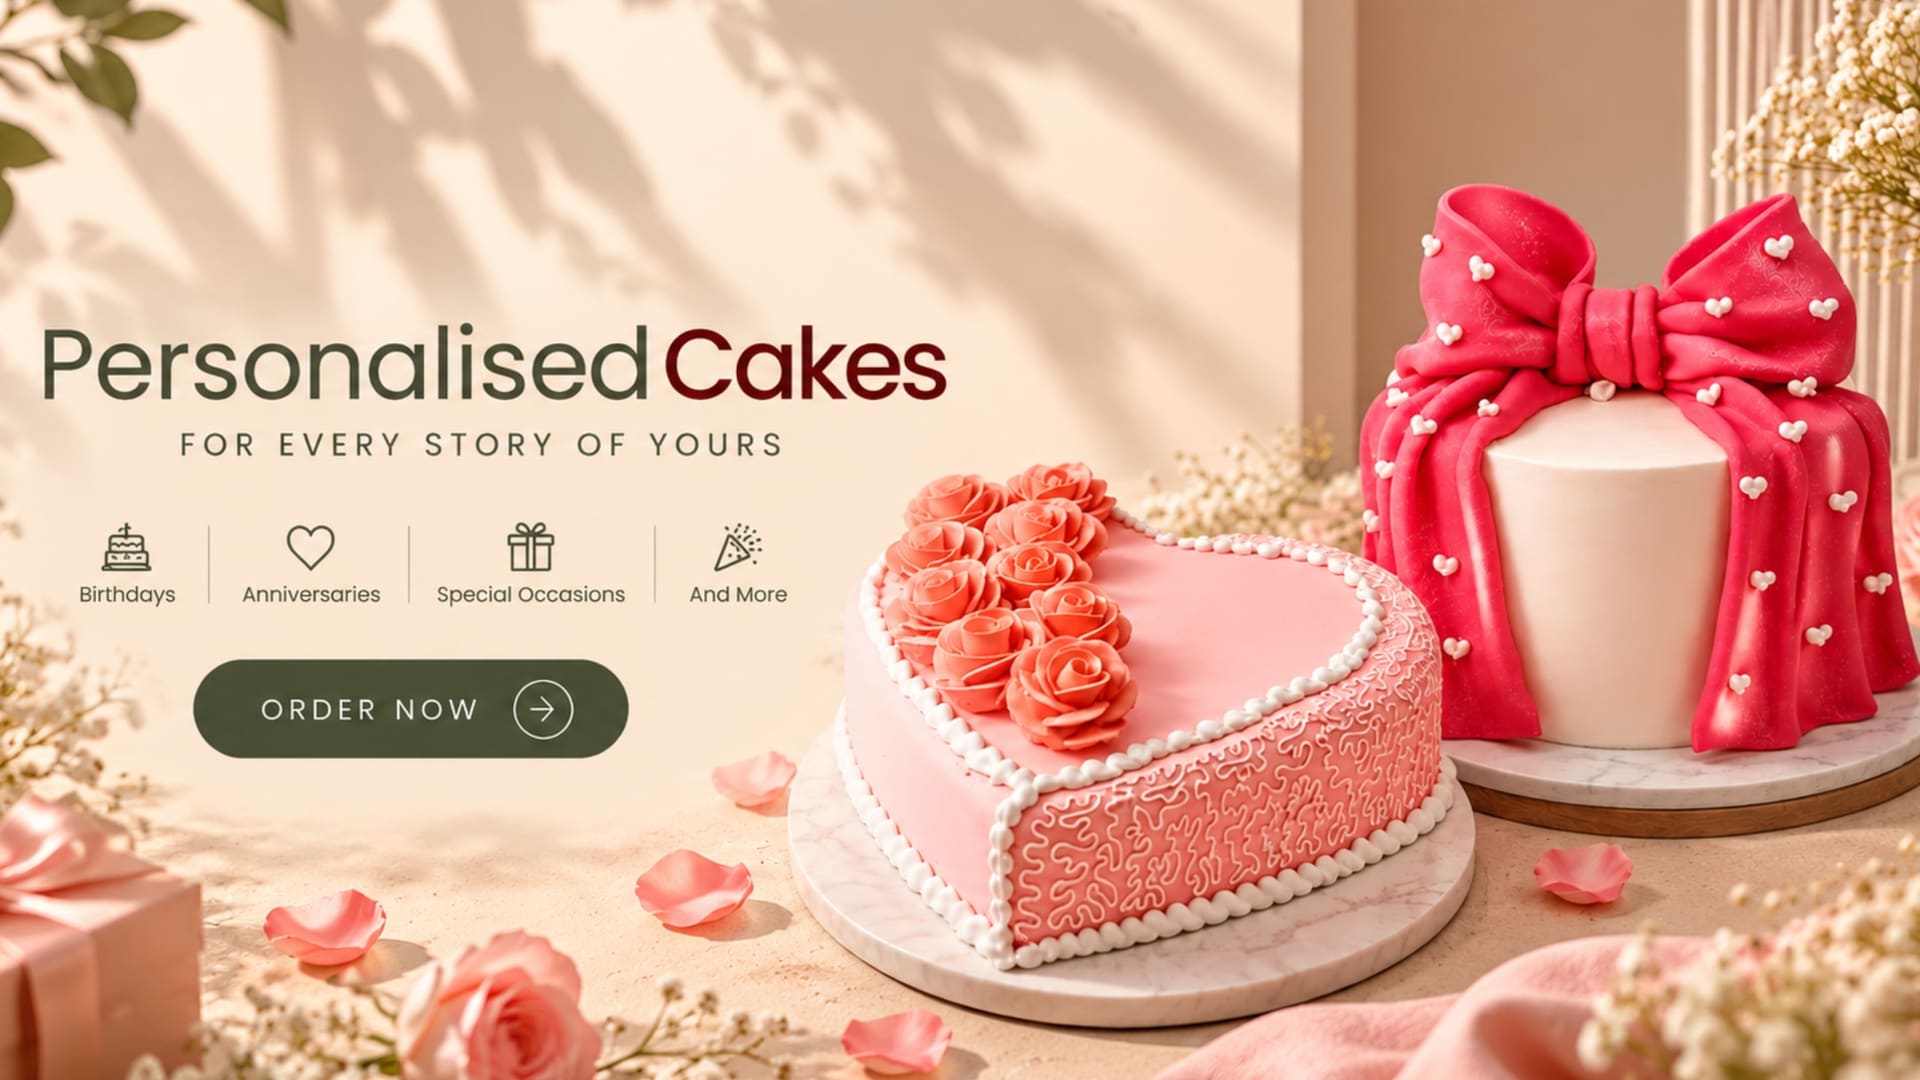 Personalised Cakes
FOR EVERY STORY OF YOURS
Birthdays
Anniversaries
Special Occasions
And More
ORDER NOW